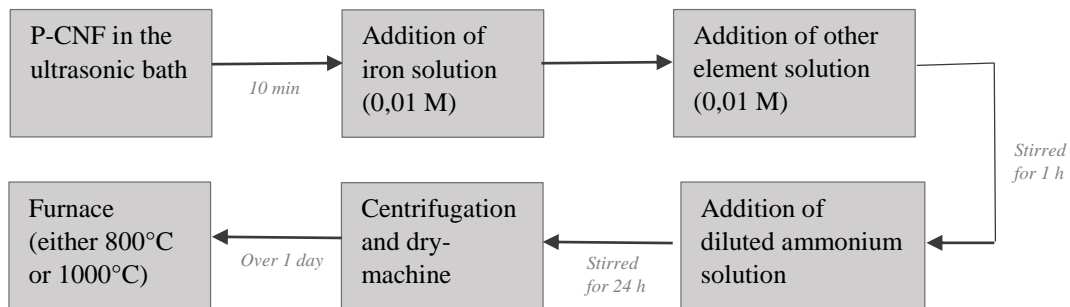 P-CNF in the
ultrasonic bath
10 min
Addition of
iron solution
(0,01 M)
Addition of other
element solution
(0,01 M)
Stirred
for 1 h
Addition of
diluted ammonium
solution
Stirred
for 24 h
Centrifugation
and dry-
machine
Over 1 day
Furnace
(either 800°C
or 1000°C)